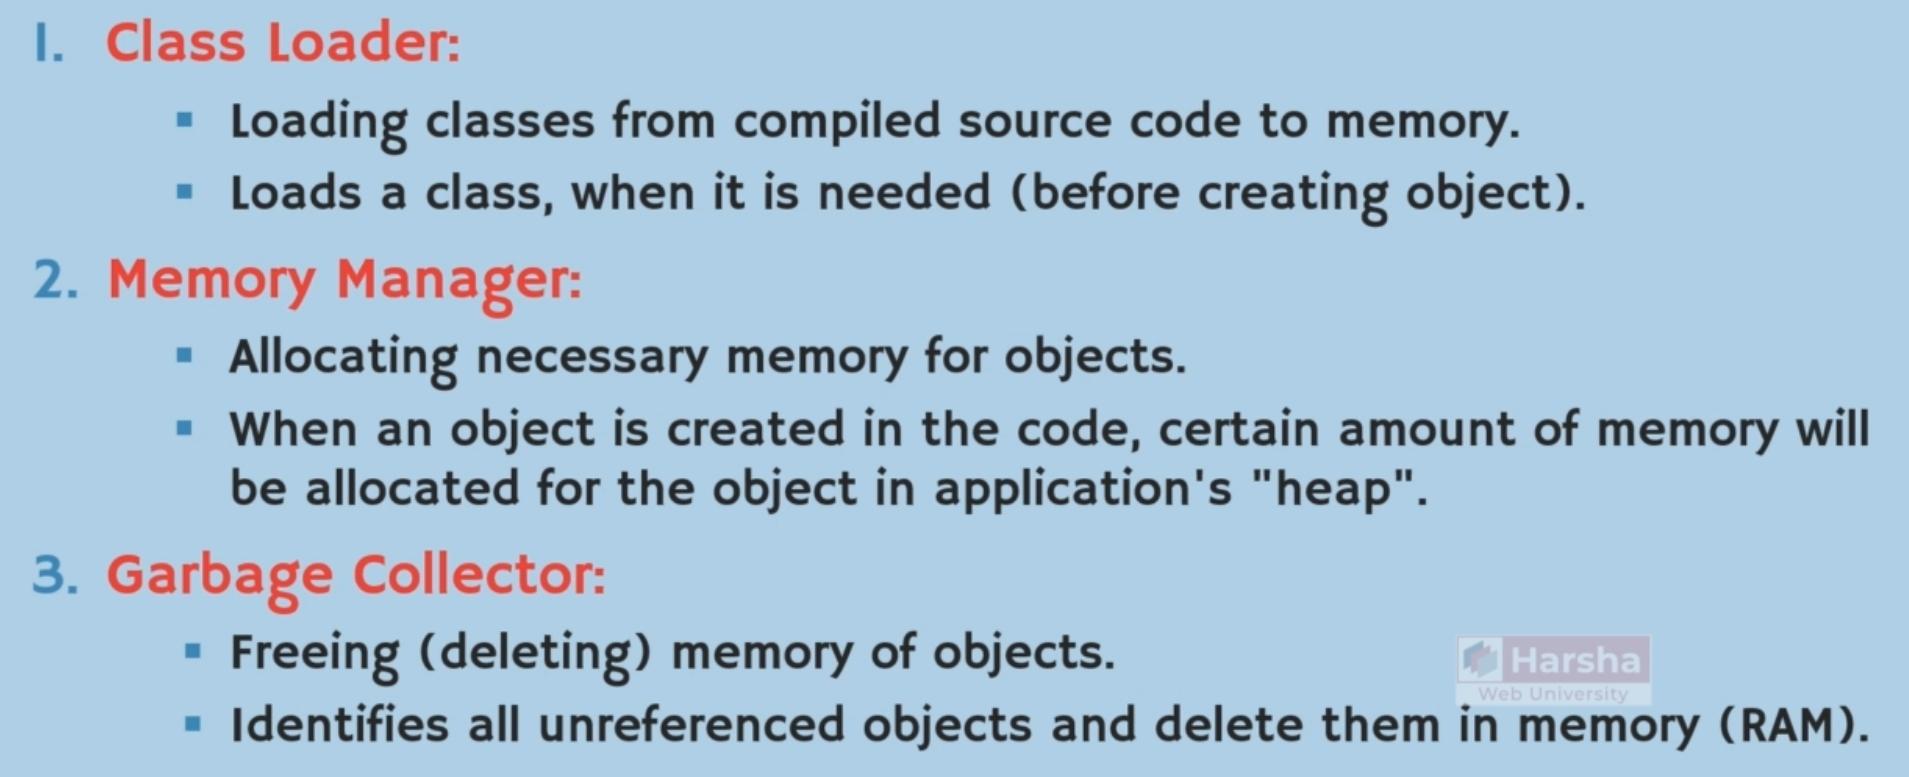 1. Class Loader:
▪ Loading classes from compiled source code to memory.
▪ Loads a class, when it is needed (before creating object).
2. Memory Manager:
▪ Allocating necessary memory for objects.
▪ When an object is created in the code, certain amount of memory will
be allocated for the object in application's "heap".
3. Garbage Collector:
▪ Freeing (deleting) memory of objects.
Harsha
Web University
▪ Identifies all unreferenced objects and delete them in memory (RAM).